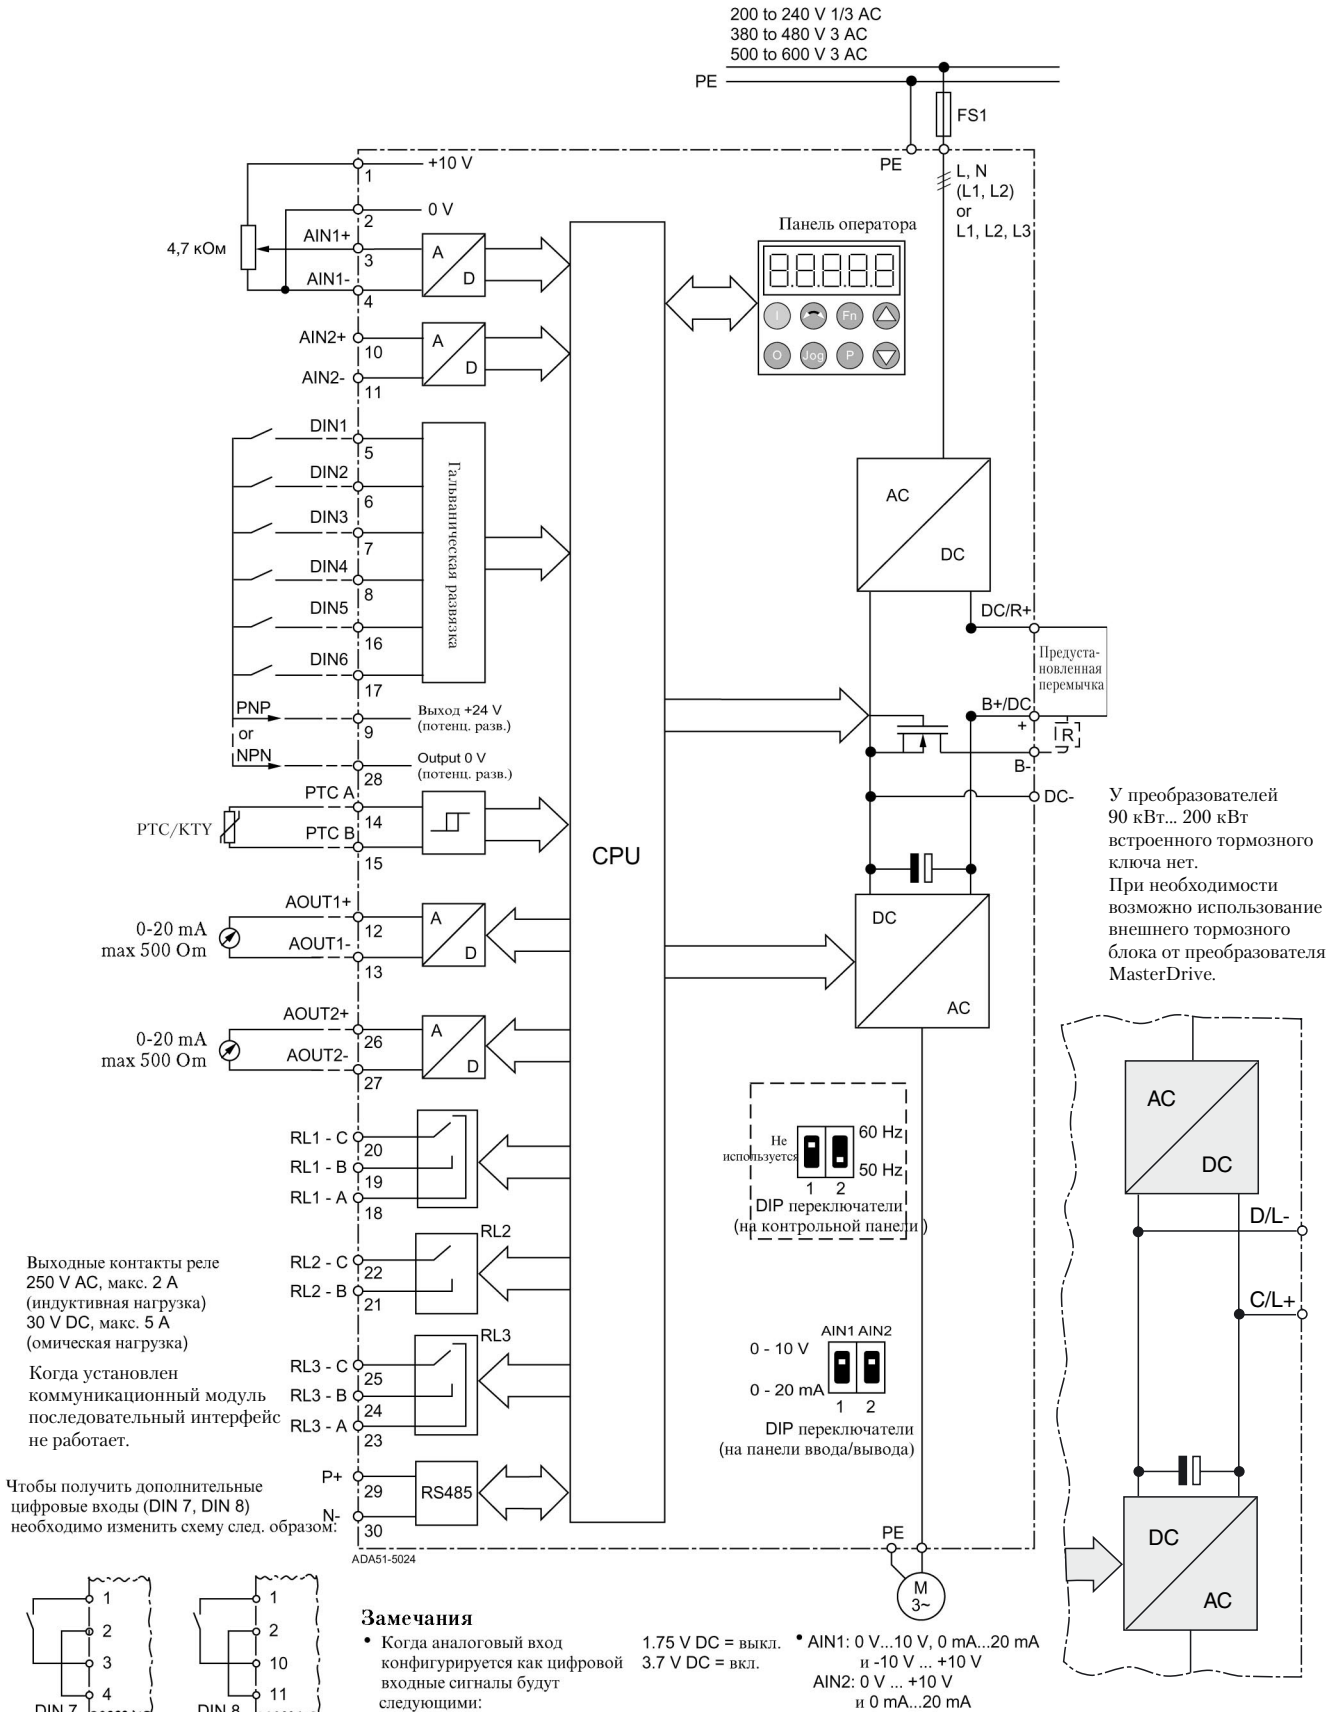 200 to 240 V 1/3 AC
380 to 480 V 3 AC
500 to 600 V 3 AC
PE
FS1
PE
L, N
(L1, L2)
or
L1, L2, L3
+10 V
1
0 V
2
4,7 кОм
AIN1+
3
AIN1-
4
A
D
AIN2+
10
AIN2-
11
A
D
Панель оператора
8.8.8.8.8
I
Fn
O
Jog
P
DIN1
5
DIN2
6
DIN3
7
DIN4
8
DIN5
16
DIN6
17
Гальваническая развязка
PNP
or
NPN
9
Выход +24 V
(потенц. разв.)
28
Output 0 V
(потенц. разв.)
PTC/KTY
PTC A
14
PTC B
15
CPU
AC
DC
DC/R+
Предуста-
новленная
перемычка
B+/DC
+
R
B-
DC-
DC
AC
У преобразователей
90 кВт... 200 кВт
встроенного тормозного
ключа нет.
При необходимости
возможно использование
внешнего тормозного
блока от преобразователя
MasterDrive.
0-20 mA
max 500 Om
AOUT1+
12
AOUT1-
13
A
D
0-20 mA
max 500 Om
AOUT2+
26
AOUT2-
27
A
D
RL1 - C
20
RL1 - B
19
RL1 - A
18
RL2
RL2 - C
22
RL2 - B
21
RL3
RL3 - C
25
RL3 - B
24
RL3 - A
23
P+
29
N-
30
RS485
Не
используется
60 Hz
50 Hz
1 2
DIP переключатели
(на контрольной панели )
AIN1 AIN2
0 - 10 V
0 - 20 mA
1 2
DIP переключатели
(на панели ввода/вывода)
AC
DC
D/L-
C/L+
DC
AC
Выходные контакты реле
250 V AC, макс. 2 A
(индуктивная нагрузка)
30 V DC, макс. 5 A
(омическая нагрузка)
Когда установлен
коммуникационный модуль
последовательный интерфейс
не работает.
Чтобы получить дополнительные
цифровые входы (DIN 7, DIN 8)
необходимо изменить схему след. образом:
ADA51-5024
PE
M
3~
1
2
3
4
DIN 7
1
2
10
11
DIN 8
Замечания
• Когда аналоговый вход
конфигурируется как цифровой
входные сигналы будут
следующими:
1.75 V DC = выкл.
3.7 V DC = вкл.
• AIN1: 0 V...10 V, 0 mA...20 mA
и -10 V ... +10 V
AIN2: 0 V ... +10 V
и 0 mA...20 mA